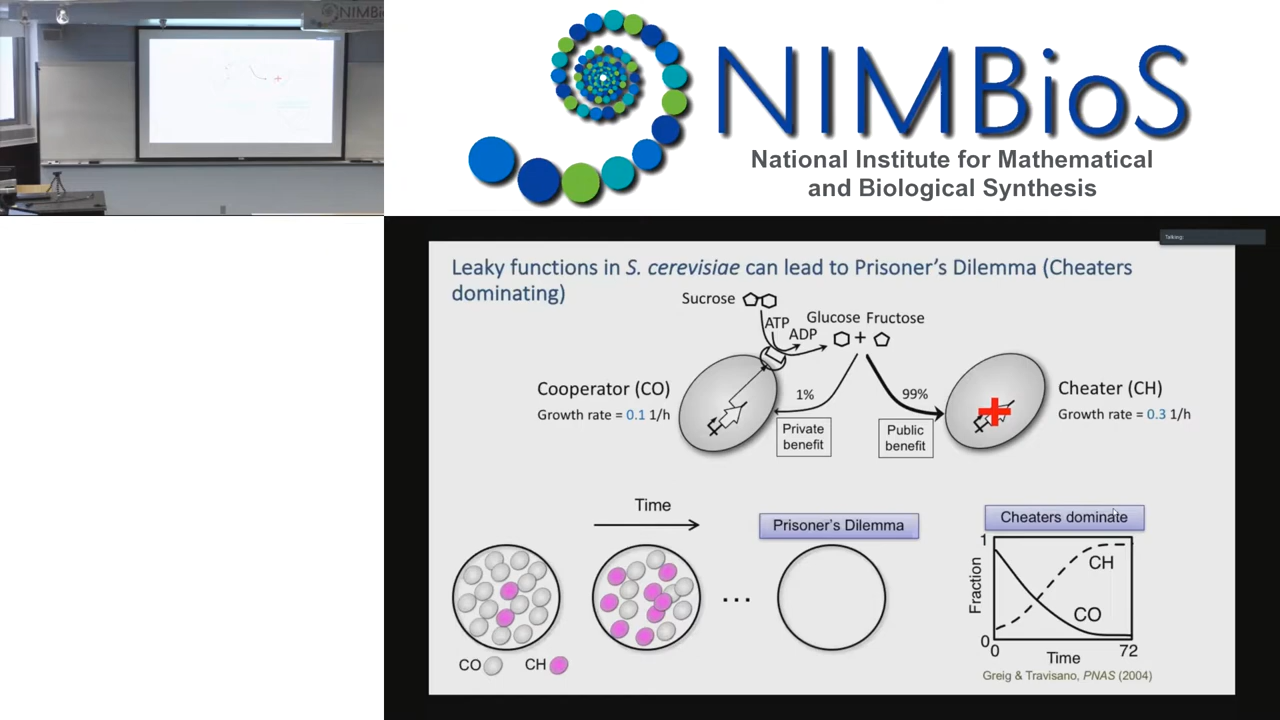 NIMBioS
NIMBioS
National Institute for Mathematical
and Biological Synthesis
Talking:
Leaky functions in S. cerevisiae can lead to Prisoner's Dilemma (Cheaters
dominating)
Sucrose
ATP
ADP
Glucose Fructose
+
Cooperator (CO)
Growth rate = 0.1 1/h
1%
99%
Cheater (CH)
Growth rate = 0.3 1/h
Private
benefit
Public
benefit
Time
Prisoner's Dilemma
Cheaters dominate
...
CO
CH
1
Fraction
CH
CO
0
0
72
Time
Greig & Travisano, PNAS (2004)